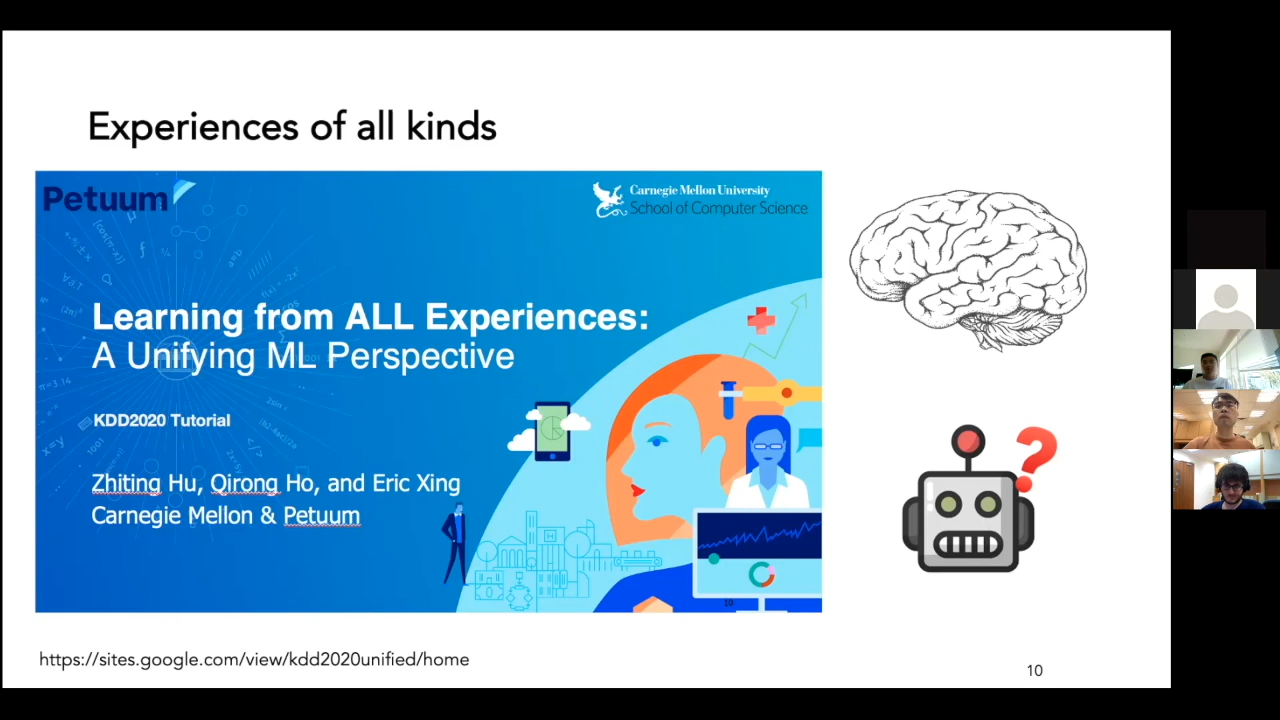 Experiences of all kinds
Petuum
Carnegie Mellon University
School of Computer Science
Learning from ALL Experiences:
A Unifying ML Perspective
KDD2020 Tutorial
Zhiting Hu, Qirong Ho, and Eric Xing
Carnegie Mellon & Petuum
10
https://sites.google.com/view/kdd2020unified/home
10